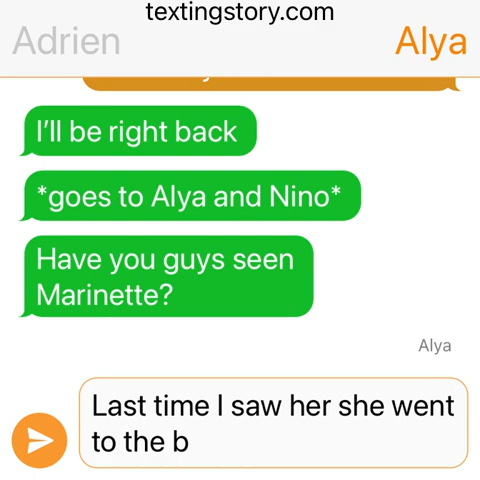 textingstory.com
Adrien
Alya
I'll be right back
*goes to Alya and Nino*
Have you guys seen
Marinette?
Alya
Last time I saw her she went
to the b